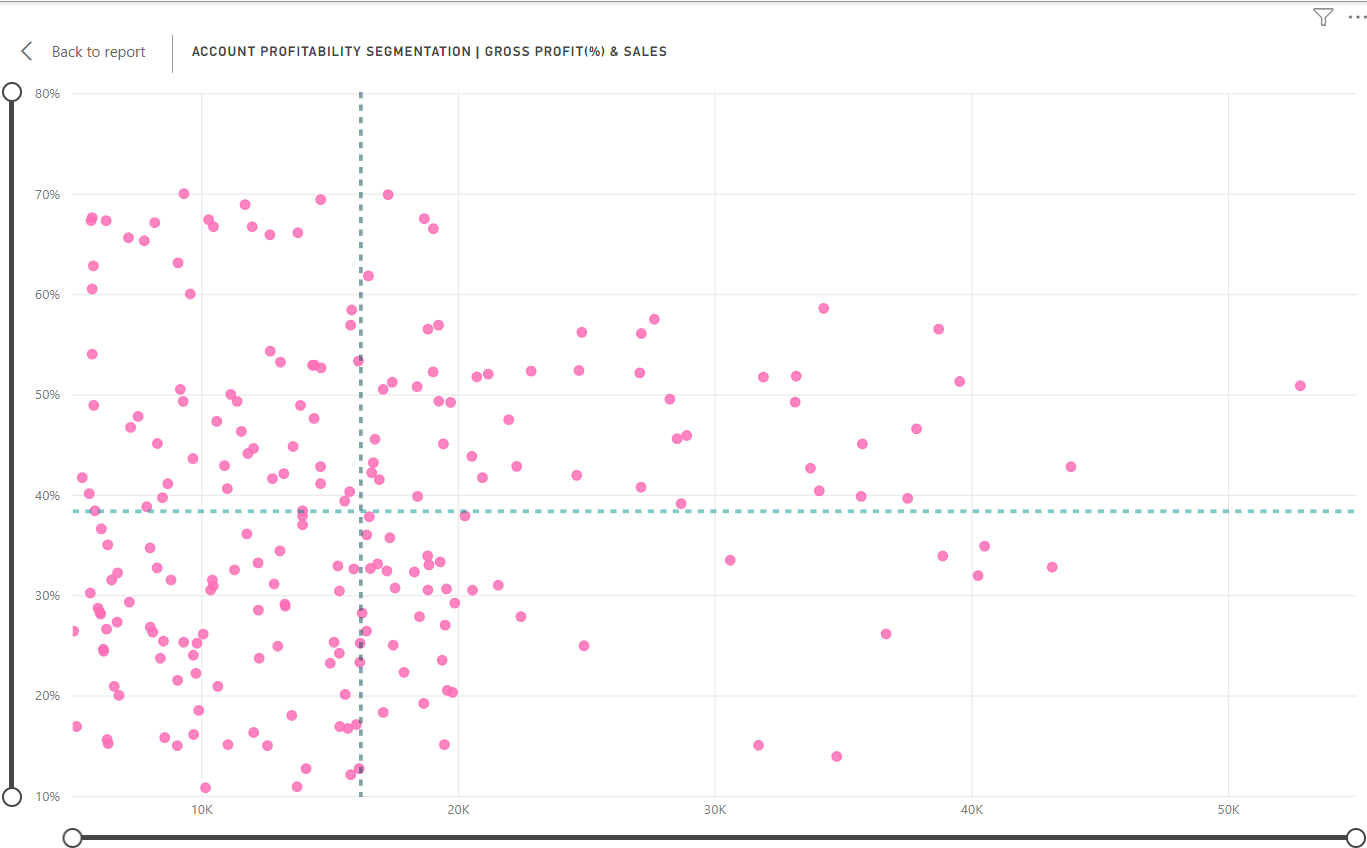 Back to report
ACCOUNT PROFITABILITY SEGMENTATION | GROSS PROFIT(%) & SALES
80%
70%
60%
50%
40%
30%
20%
10%
10K 20K 30K 40K 50K